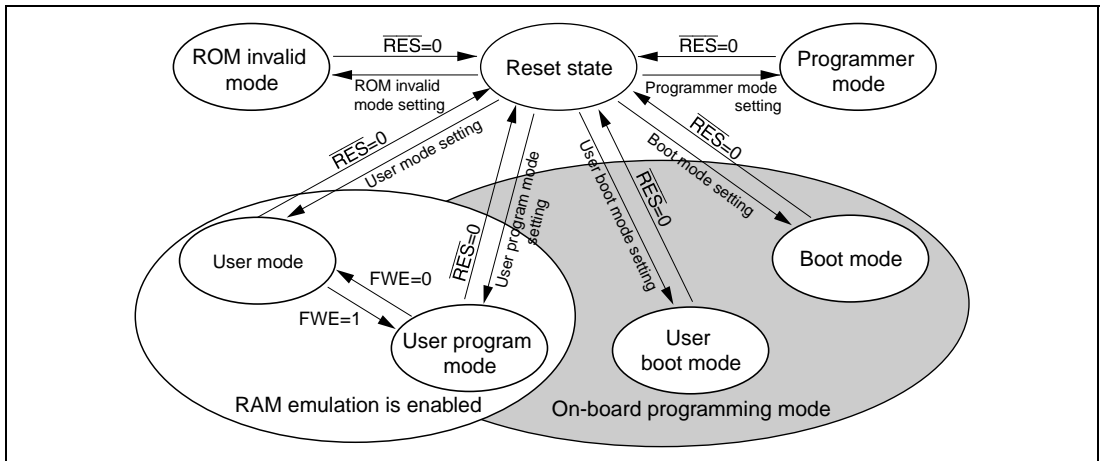 ROM invalid
mode
RES=0
ROM invalid
mode setting
Reset state
RES=0
Programmer mode
setting
Programmer
mode
RES=0
User mode setting
RES=0
User program mode
setting
User boot mode setting
RES=0
Boot mode setting
RES=0
User mode
FWE=0
FWE=1
User program
mode
User
boot mode
Boot mode
RAM emulation is enabled
On-board programming mode